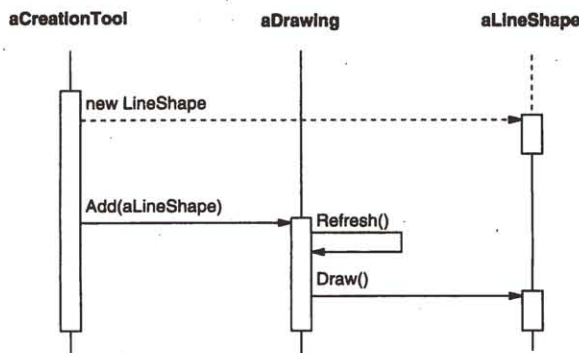 aCreationTool aDrawing aLineShape
new LineShape
Add(aLineShape)
Refresh()
Draw()